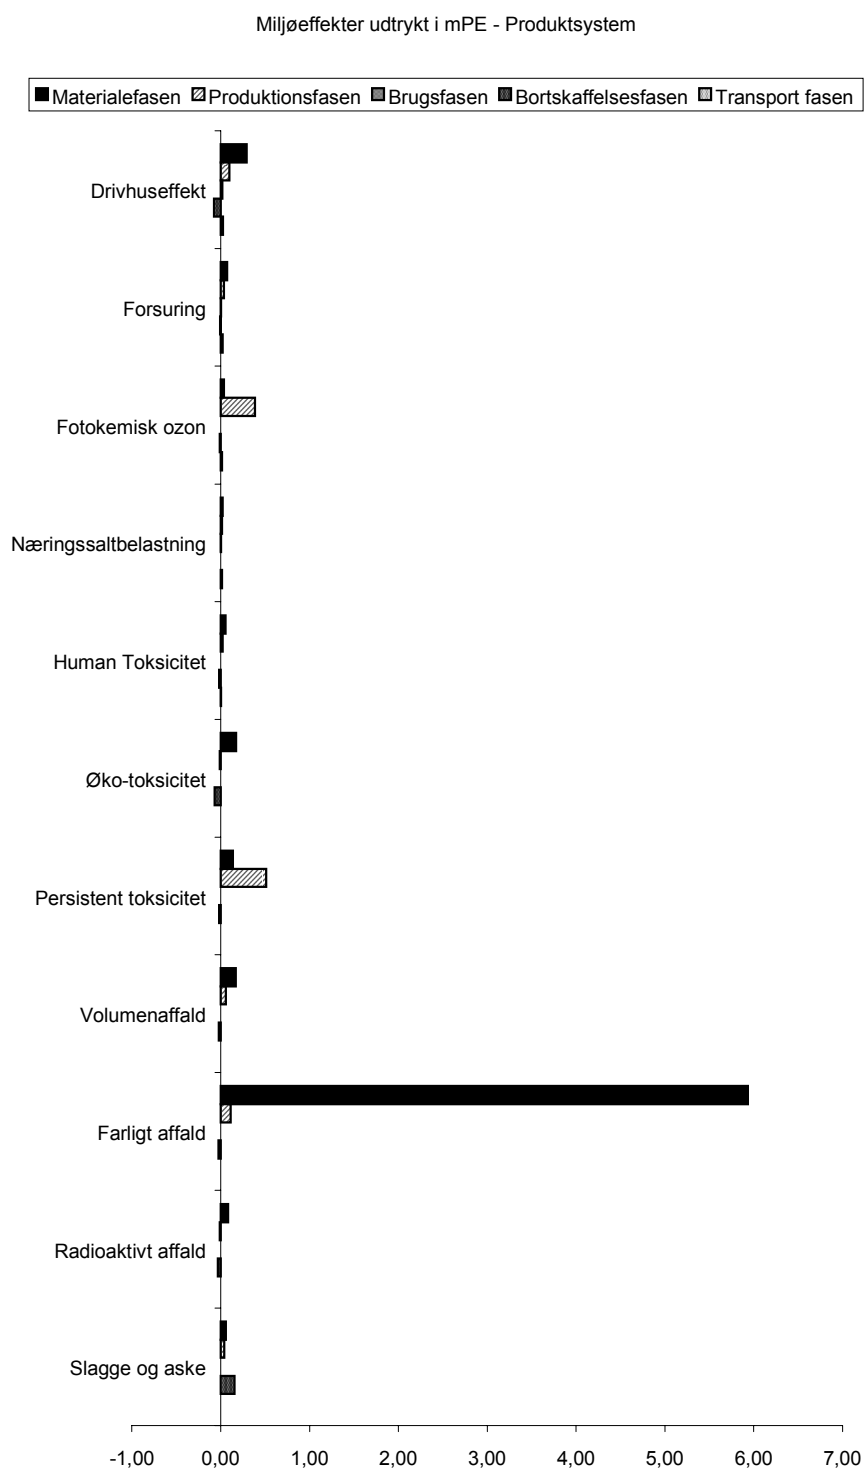 Miljøeffekter udtrykt i mPE - Produktsystem
Materialefasen Produktionsfasen Brugsfasen Bortskaffelsesfasen Transport fasen
Drivhuseffekt
Forsuring
Fotokemisk ozon
Næringssaltbelastning
Human Toksicitet
Øko-toksicitet
Persistent toksicitet
Volumenaffald
Farligt affald
Radioaktivt affald
Slagge og aske
-1,00 0,00 1,00 2,00 3,00 4,00 5,00 6,00 7,00